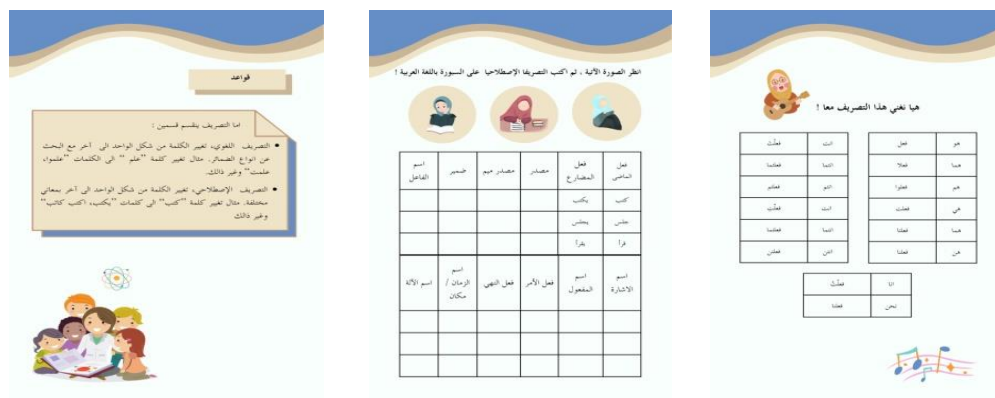 قواعد
اما التصريف ينقسم قسمين :
التصريف اللغوي، تغيير الكلمة من شكل الواحد الى آخر مع البحث
عن انواع الضمائر. مثال تغيير كلمة "علم" الى الكلمات "علموا،
علمت" وغير ذالك.
التصريف الإصطلاحي، تغيير الكلمة من شكل الواحد الى آخر بمعاني
مختلفة. مثال تغيير كلمة "كتب" الى كلمات "يكتب، اكتب كاتب"
وغير ذالك
انظر الصورة الآتية ، ثم اكتب التصريفا الإصطلاحيا على السبورة باللغة العربية !
فعل الماضى فعل المضارع مصدر مصدر ميم ضمير اسم الفاعل
كتب يكتب
جلس يجلس
قرأ يقرأ
اسم الاشارة اسم المفعول فعل الأمر فعل النهي اسم الزمان / مكان اسم الألة
هيا نغني هذا التصريف معا !
هو فعل
هما فعلا
هم فعلوا
هي فعلت
هما فعلتا
هن فعلن
انت فعلْتَ
انتما فعلتما
انتم فعلتم
انت فعلْتِ
انتما فعلتما
انتن فعلتن
انا فعلْتُ
نحن فعلنا